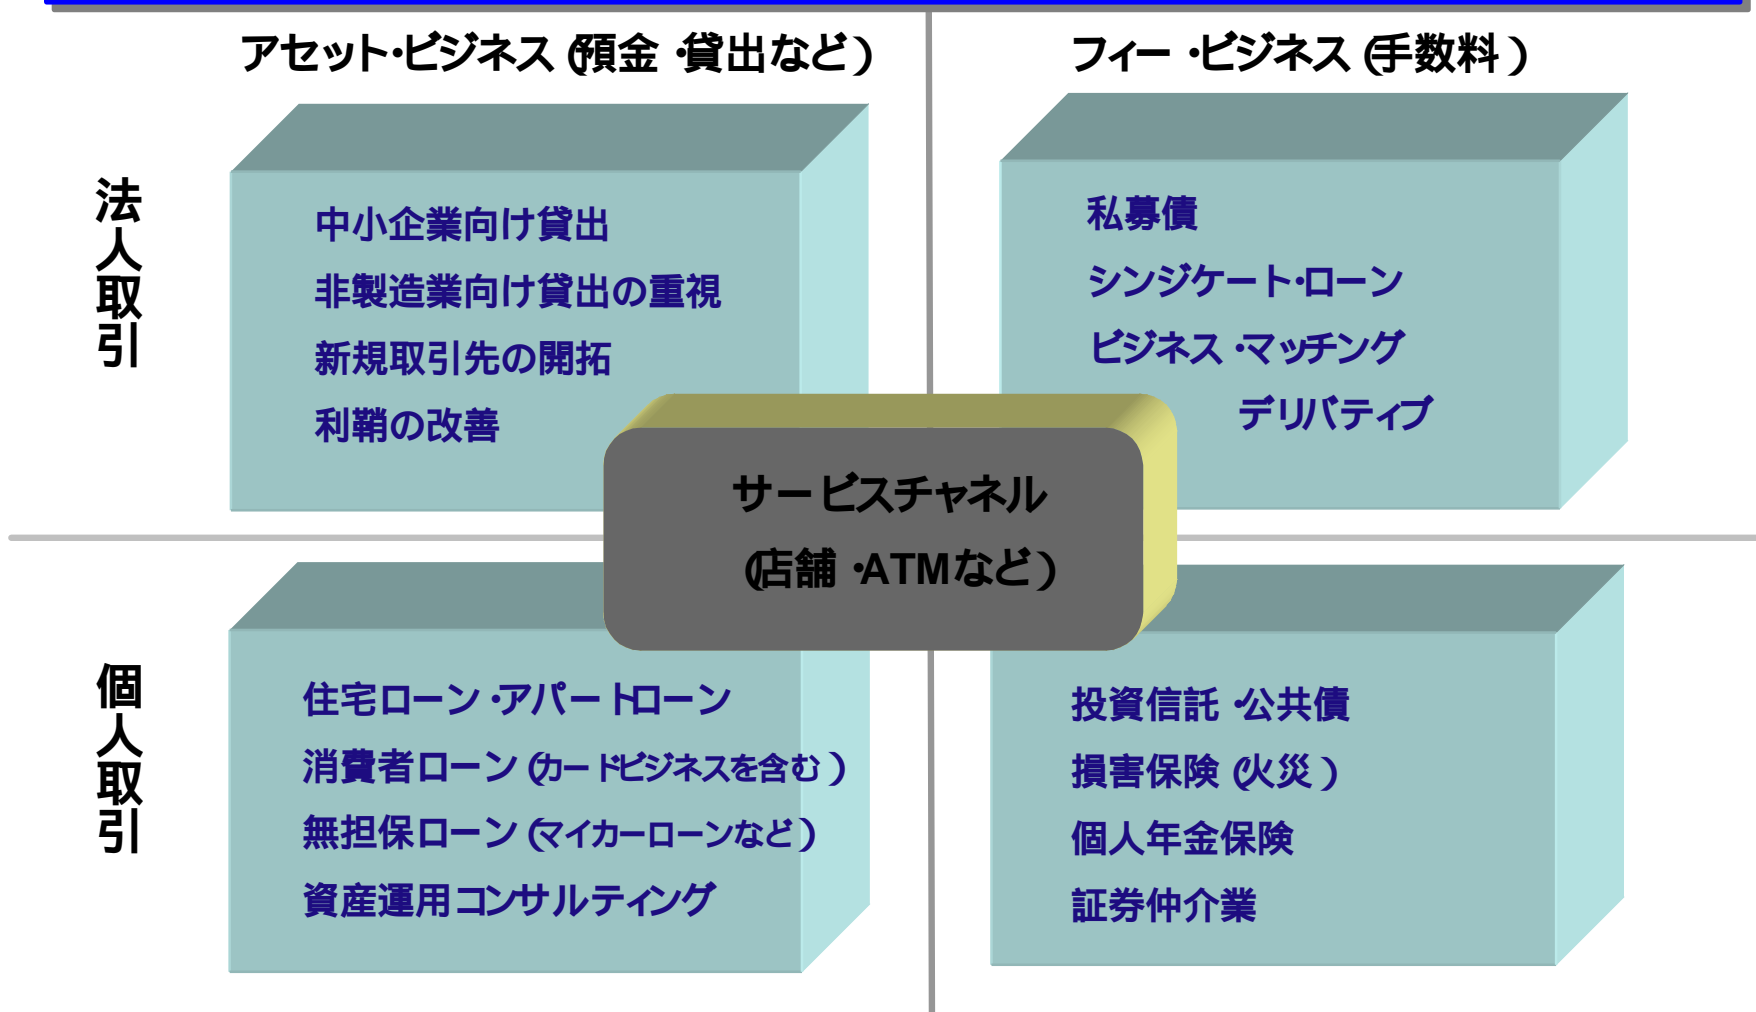 アセット・ビジネス(預金・貸出など)
フィー・ビジネス(手数料)
法人取引
中小企業向け貸出
非製造業向け貸出の重視
新規取引先の開拓
利鞘の改善
私募債
シンジケート・ローン
ビジネス・マッチング
デリバティブ
サービスチャネル
(店舗・ATMなど)
個人取引
住宅ローン・アパートローン
消費者ローン(カードビジネスを含む)
無担保ローン(マイカーローンなど)
資産運用コンサルティング
投資信託・公共債
損害保険(火災)
個人年金保険
証券仲介業